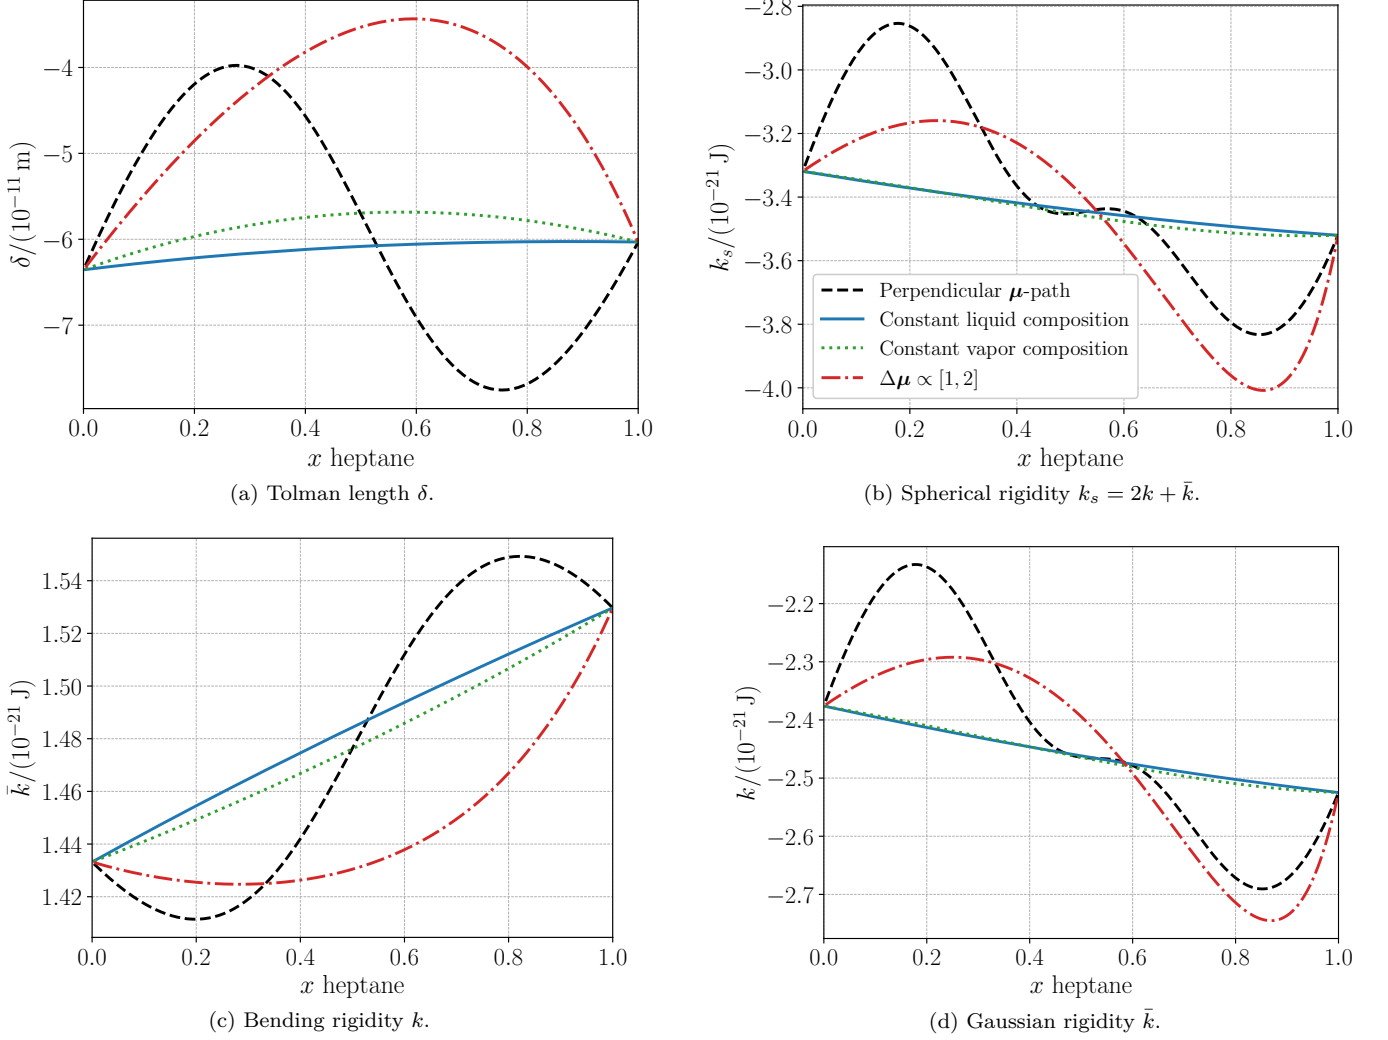 −4
−5
−6
−7
δ/(10⁻¹¹ m)
0.0 0.2 0.4 0.6 0.8 1.0
x heptane
(a) Tolman length δ.
−2.8
−3.0
−3.2
−3.4
−3.6
−3.8
−4.0
kₛ/(10⁻²¹ J)
Perpendicular μ-path
Constant liquid composition
Constant vapor composition
Δμ ∝ [1, 2]
0.0 0.2 0.4 0.6 0.8 1.0
x heptane
(b) Spherical rigidity kₛ = 2k + k̄.
1.54
1.52
1.50
1.48
1.46
1.44
1.42
k̄/(10⁻²¹ J)
0.0 0.2 0.4 0.6 0.8 1.0
x heptane
(c) Bending rigidity k.
−2.2
−2.3
−2.4
−2.5
−2.6
−2.7
k/(10⁻²¹ J)
0.0 0.2 0.4 0.6 0.8 1.0
x heptane
(d) Gaussian rigidity k̄.